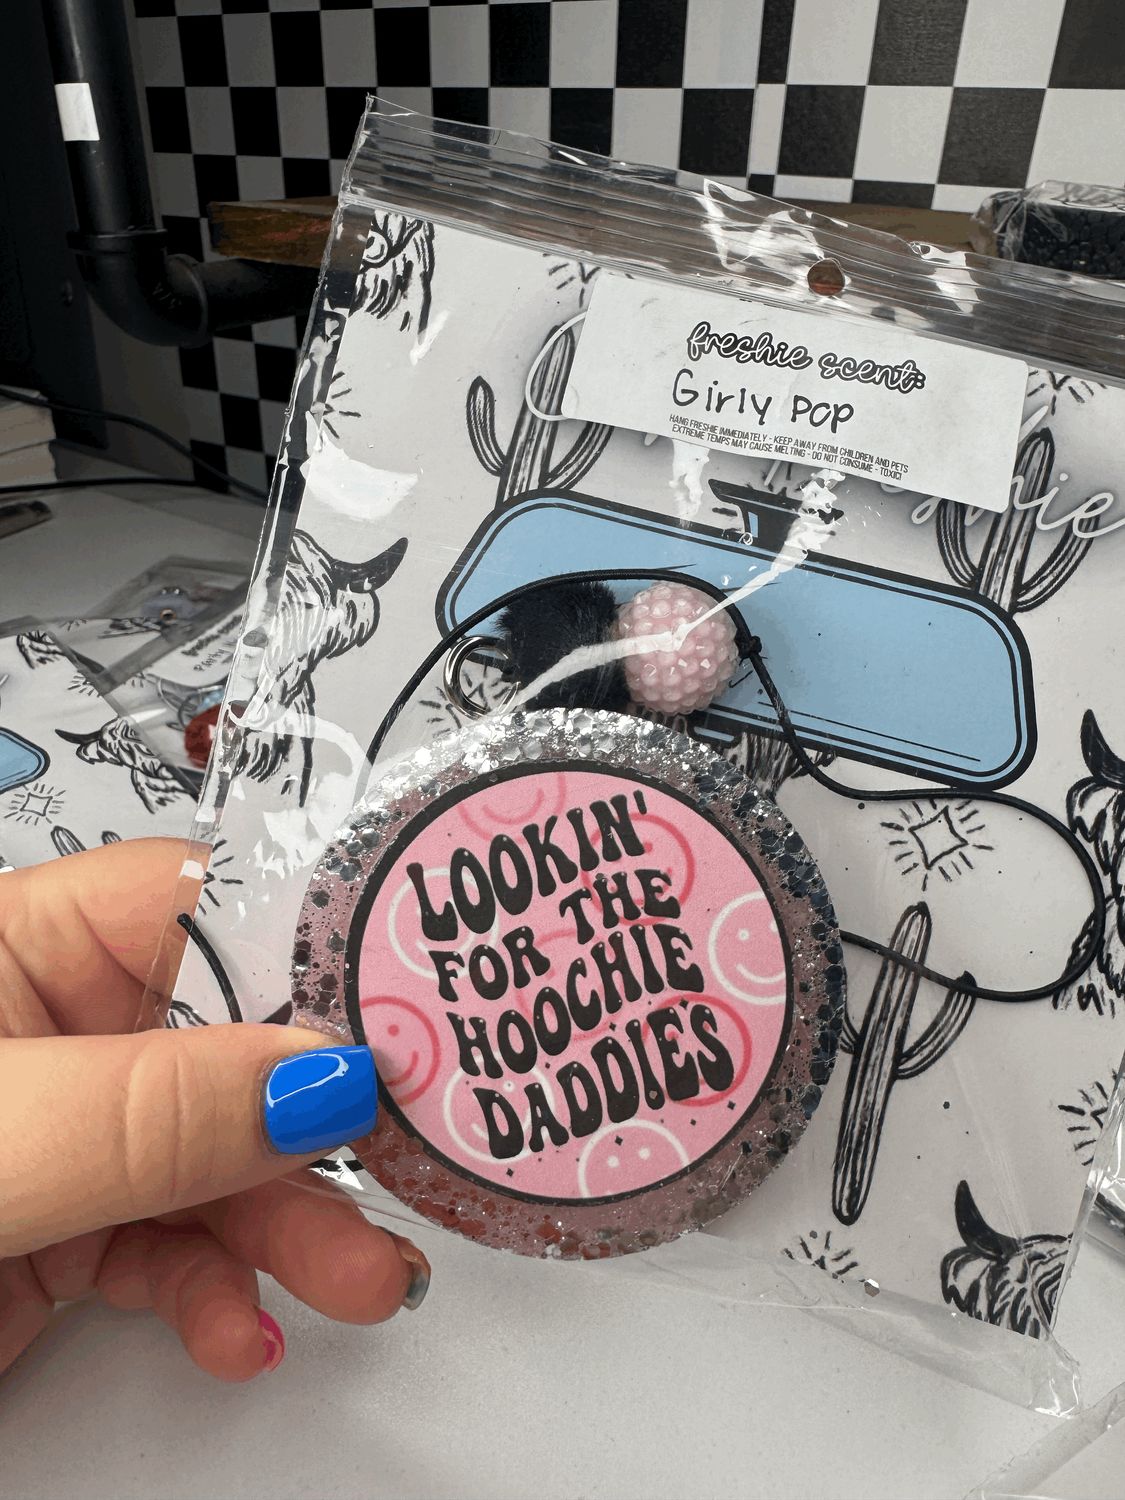 freshie scent:
Girly POP
HANG FRESHIE IMMEDIATELY - KEEP AWAY FROM CHILDREN AND PETS
EXTREME TEMPS MAY CAUSE MELTING - DO NOT CONSUME - TOXIC!
LOOKIN'
FOR THE
HOOCHIE
DADDIES